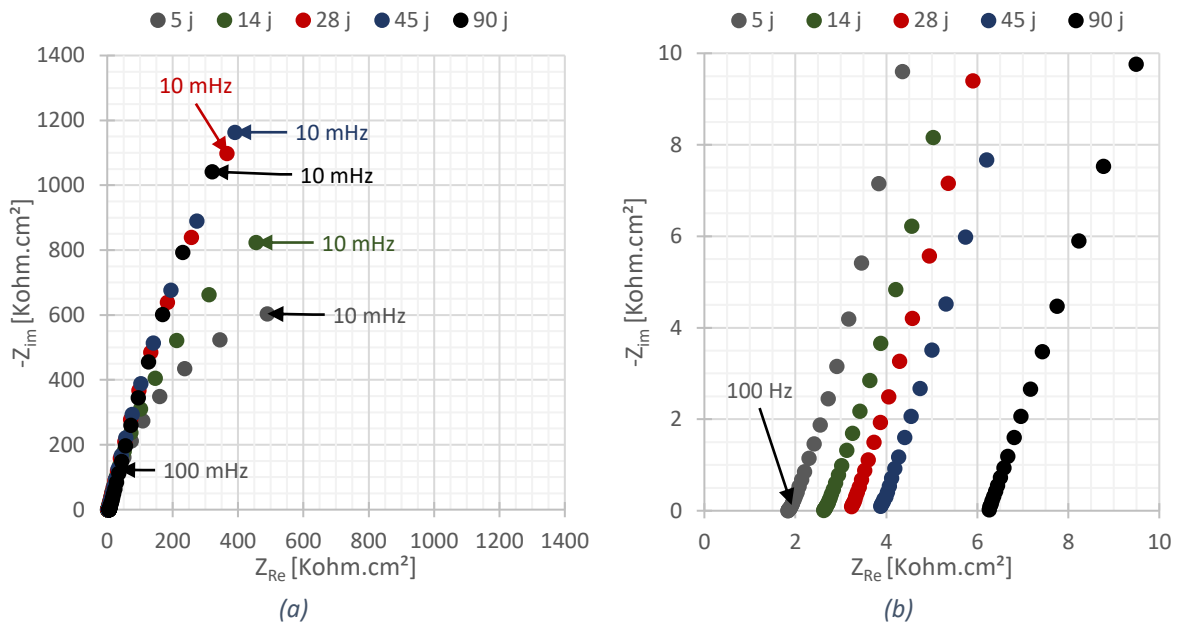 5 j 14 j 28 j 45 j 90 j
1400
1200
1000
800
600
400
200
0
-Zim [Kohm.cm²]
10 mHz
10 mHz
10 mHz
10 mHz
10 mHz
100 mHz
0 200 400 600 800 1000 1200 1400
ZRe [Kohm.cm²]
(a)
5 j 14 j 28 j 45 j 90 j
10
8
6
4
2
0
-Zim [Kohm.cm²]
100 Hz
0 2 4 6 8 10
ZRe [Kohm.cm²]
(b)